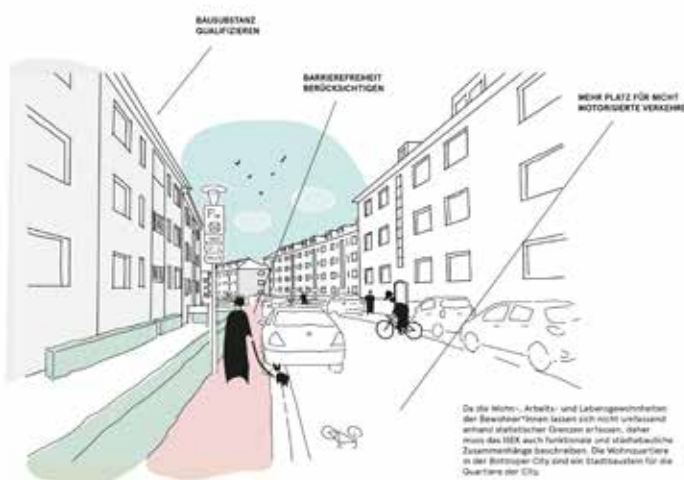 BAUSUBSTANZ
QUALIFIZIEREN
BARRIEREFREIHEIT
BERÜCKSICHTIGEN
MEHR PLATZ FÜR NICHT
MOTORISIERTE VERKEHRE
Da die Wohn-, Arbeits- und Lebensgewohnheiten
der Bewohner*innen lassen sich nicht umfassend
anhand statistischer Grenzen erfassen, daher
muss das ISEK auch funktionale und städtebauliche
Zusammenhänge beschreiben. Die Wohnquartiere
in der Bottroper City sind ein Stadtbaustein für die
Quartiere der City.